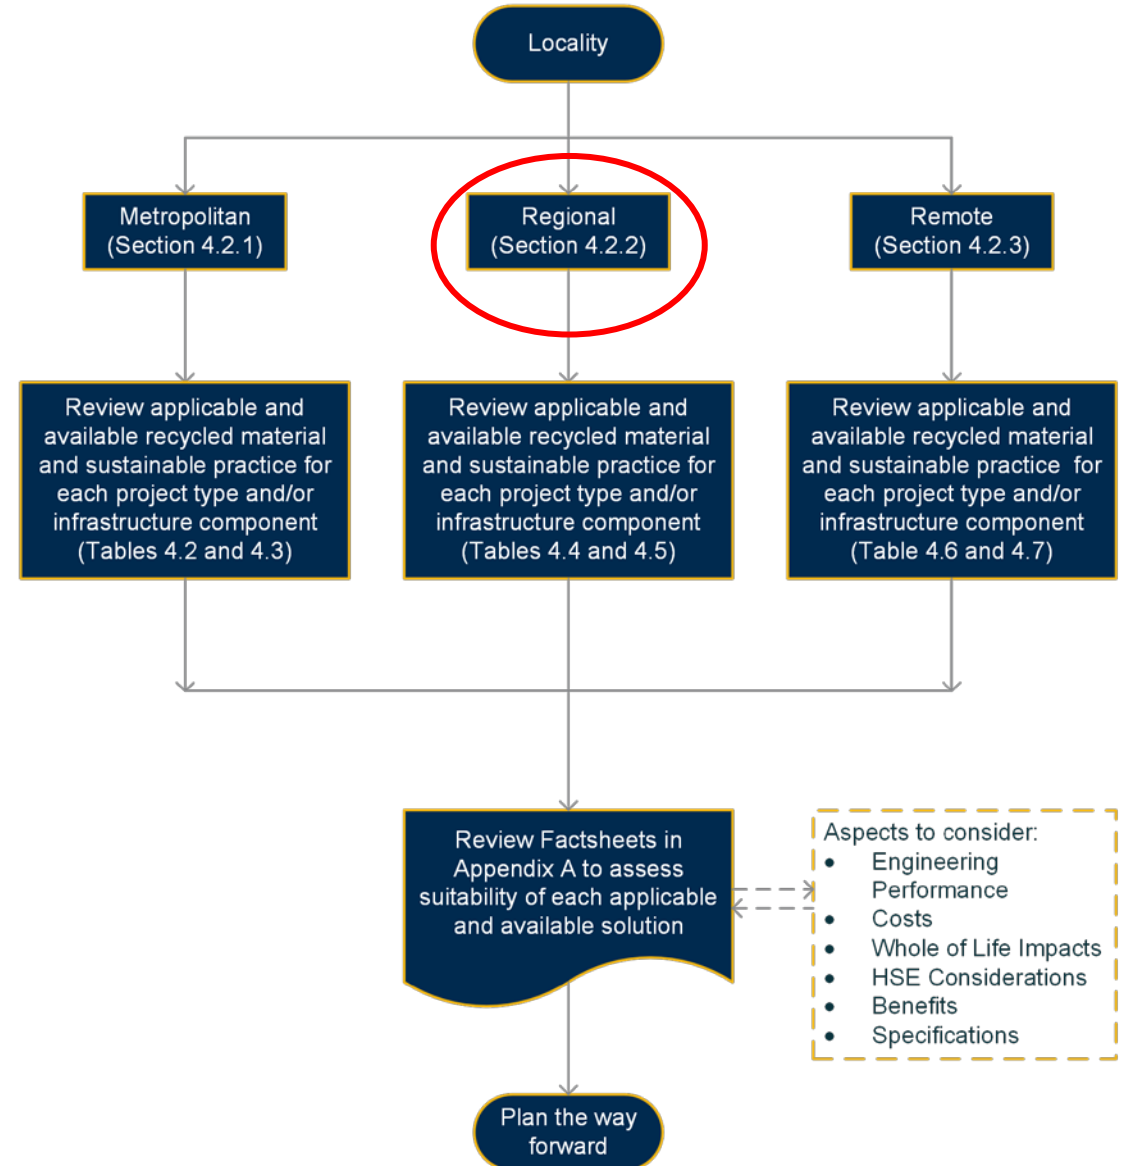 Locality
Metropolitan
(Section 4.2.1)
Regional
(Section 4.2.2)
Remote
(Section 4.2.3)
Review applicable and
available recycled material
and sustainable practice for
each project type and/or
infrastructure component
(Tables 4.2 and 4.3)
Review applicable and
available recycled material
and sustainable practice for
each project type and/or
infrastructure component
(Tables 4.4 and 4.5)
Review applicable and
available recycled material
and sustainable practice for
each project type and/or
infrastructure component
(Table 4.6 and 4.7)
Review Factsheets in
Appendix A to assess
suitability of each applicable
and available solution
Aspects to consider:
• Engineering
Performance
• Costs
• Whole of Life Impacts
• HSE Considerations
• Benefits
• Specifications
Plan the way
forward